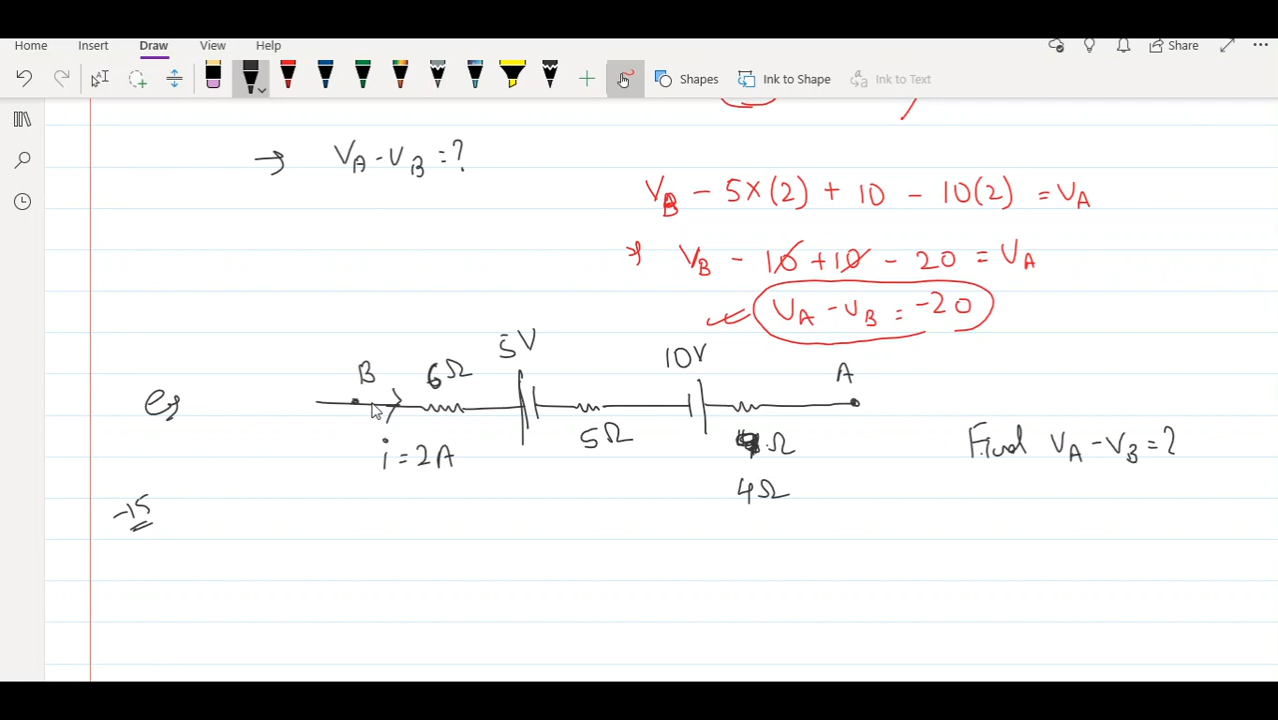 Home Insert Draw View Help Share
Shapes Ink to Shape Ink to Text
→ VA - VB = ?
VB - 5×(2) + 10 - 10(2) = VA
⇒ VB - 10 + 10 - 20 = VA
VA - VB = -20
5V
10V
B 6Ω A
ex
5Ω Ω Find VA - VB = ?
i = 2A
4Ω
-15